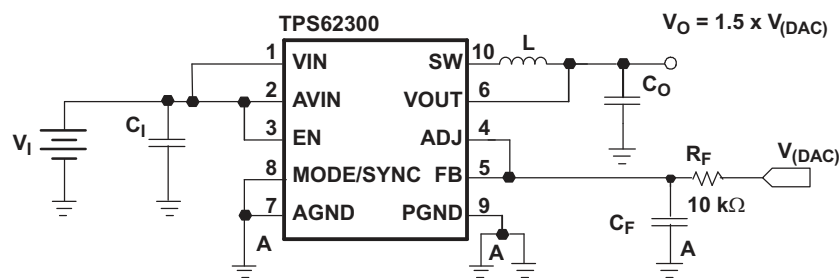 TPS62300
V_O = 1.5 x V_(DAC)
1 VIN SW 10 L
2 AVIN VOUT 6 C_O
V_I C_I 3 EN ADJ 4
8 MODE/SYNC FB 5 R_F V_(DAC)
10 kΩ
7 AGND PGND 9 C_F
A A A